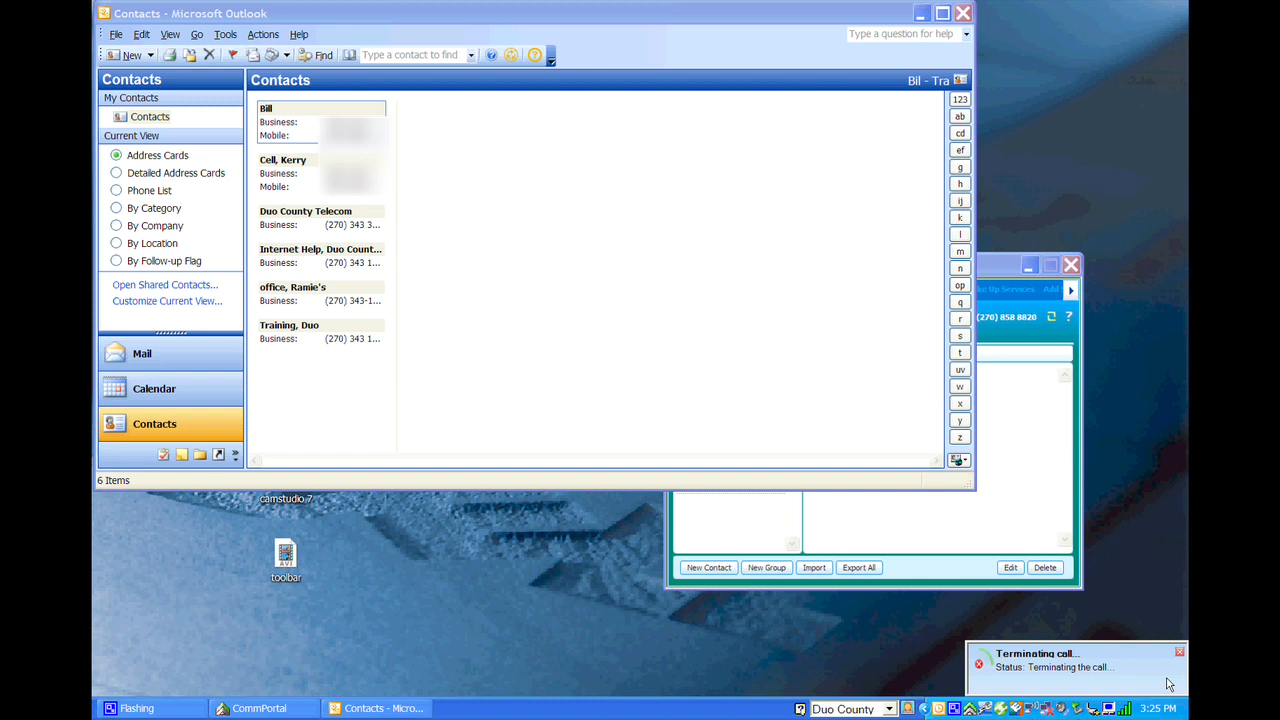 Contacts - Microsoft Outlook
File Edit View Go Tools Actions Help
Type a question for help
New
Find
Type a contact to find
Contacts
My Contacts
Contacts
Current View
Address Cards
Detailed Address Cards
Phone List
By Category
By Company
By Location
By Follow-up Flag
Open Shared Contacts...
Customize Current View...
Mail
Calendar
Contacts
6 Items
Contacts
Bil - Tra
Bill
Business:
Mobile:
Cell, Kerry
Business:
Mobile:
Duo County Telecom
Business: (270) 343 3...
Internet Help, Duo Count...
Business: (270) 343 1...
office, Ramie's
Business: (270) 343-1...
Training, Duo
Business: (270) 343 1...
123
ab
cd
ef
g
h
ij
k
l
m
n
op
q
r
s
t
uv
w
x
y
z
ke Up Services
(270) 858 8820
New Contact New Group Import Export All Edit Delete
camstudio 7
AVI
toolbar
Terminating call...
Status: Terminating the call...
Flashing
CommPortal
Contacts - Micro...
Duo County
3:25 PM